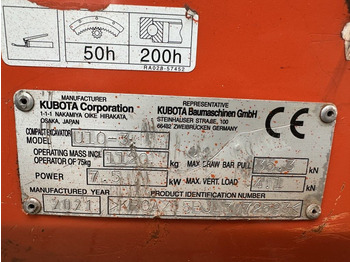 50h
200h
RA028-57452
MANUFACTURER
KUBOTA Corporation
1-1-1 NAKAMIYA OIKE HIRAKATA,
OSAKA, JAPAN
REPRESENTATIVE
KUBOTA Baumaschinen GmbH
STEINHAUSER STRAßE, 100
66482 ZWEIBRÜCKEN GERMANY
CE
COMPACT EXCAVATOR
MODEL
OPERATING MASS INCL.
OPERATOR OF 75kg
kg
MAX. DRAW BAR PULL
kN
POWER
kW
MAX. VERT. LOAD
kN
MANUFACTURED YEAR
PRODUCT IDENTIFICATION NUMBER
2021